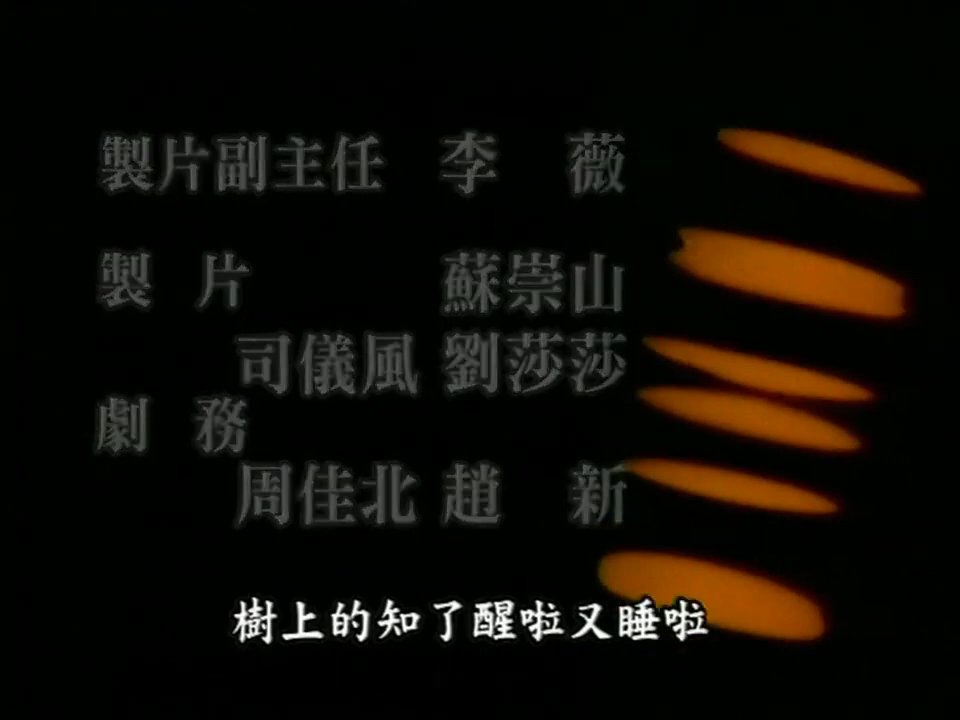 製片副主任 李 薇
製 片 蘇崇山
司儀風 劉莎莎
劇 務
周佳北 趙 新
樹上的知了醒啦又睡啦